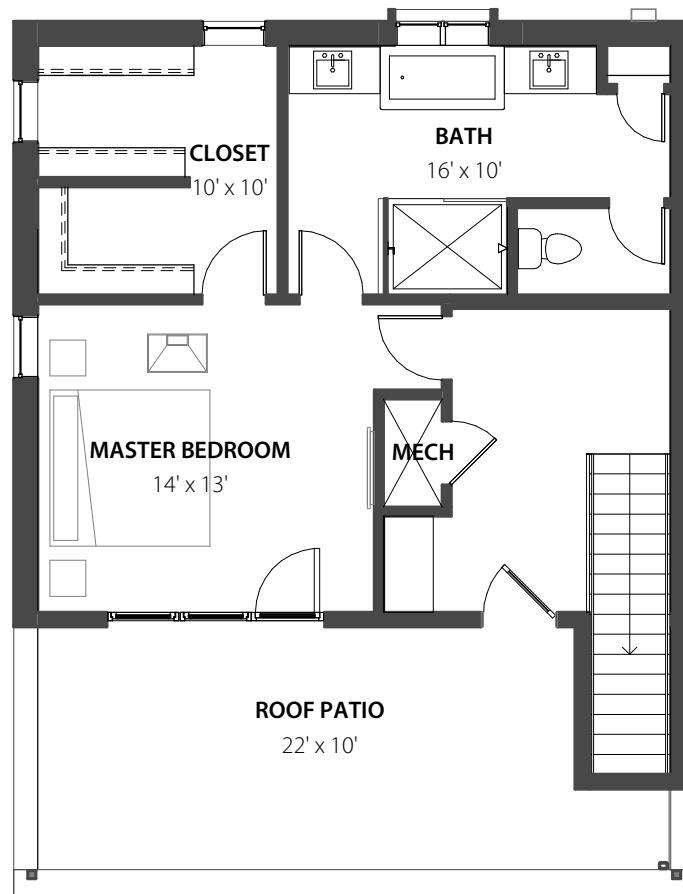 BATH
16' x 10'
CLOSET
10' x 10'
MASTER BEDROOM
14' x 13'
MECH
ROOF PATIO
22' x 10'